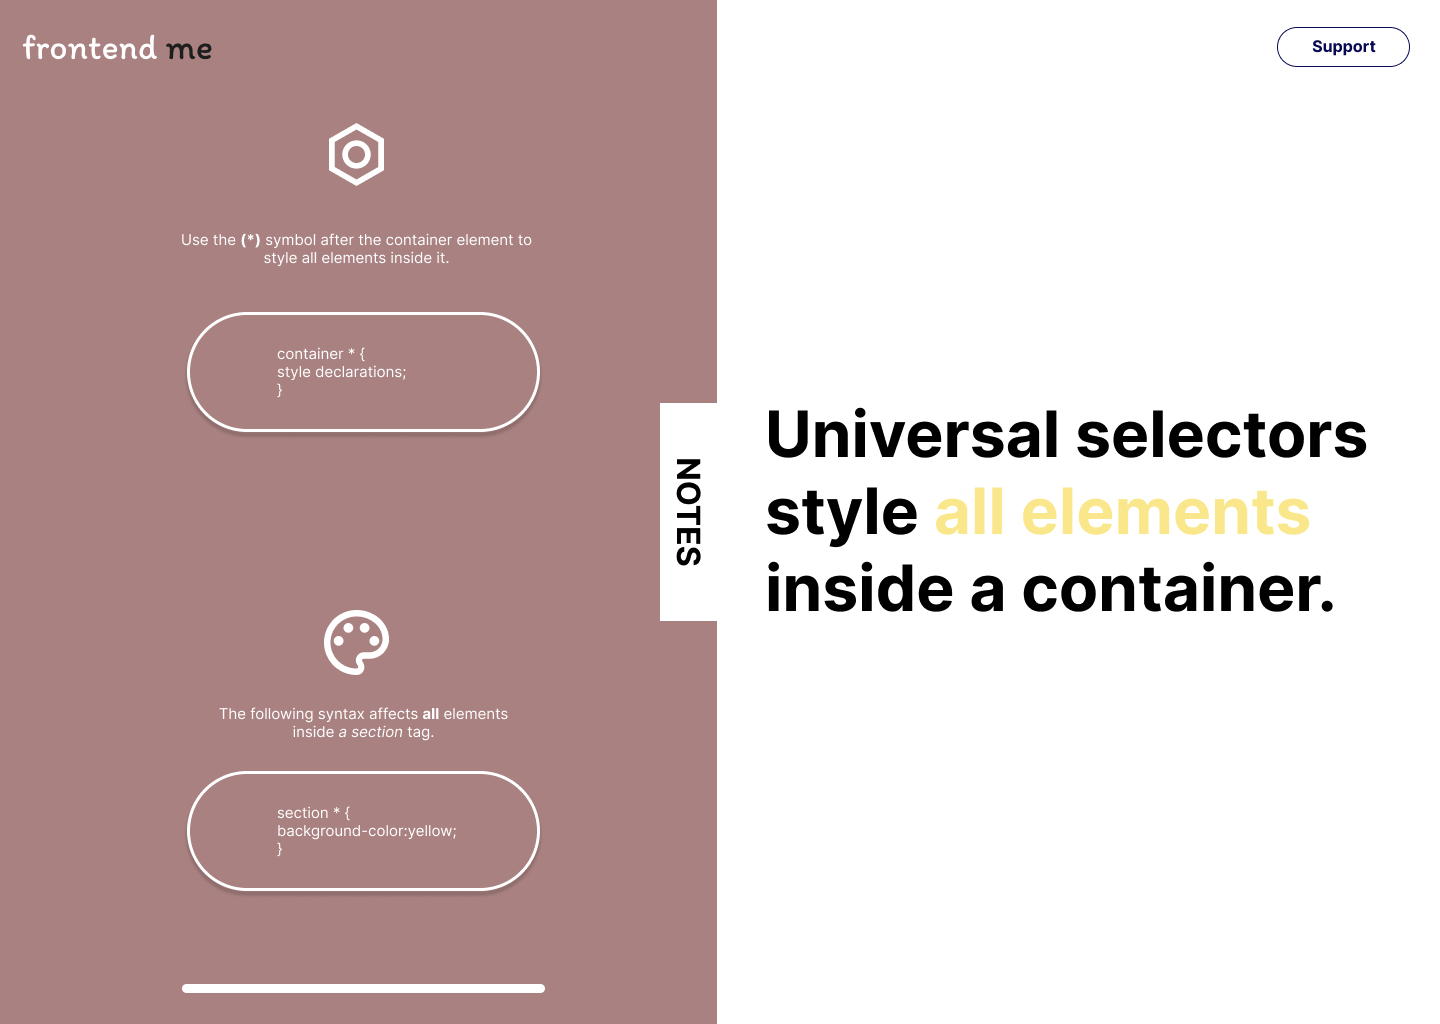 frontend me
Use the (*) symbol after the container element to
style all elements inside it.
container * {
style declarations;
}
The following syntax affects all elements
inside a section tag.
section * {
background-color:yellow;
}
NOTES
Support
Universal selectors
style all elements
inside a container.